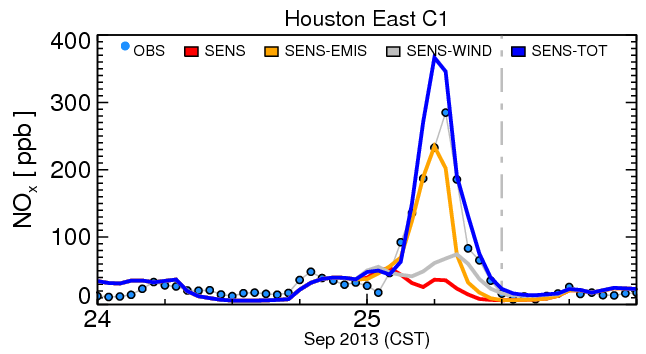 Houston East C1
OBS SENS SENS-EMIS SENS-WIND SENS-TOT
400
300
200
100
0
NOx [ ppb ]
24 25
Sep 2013 (CST)